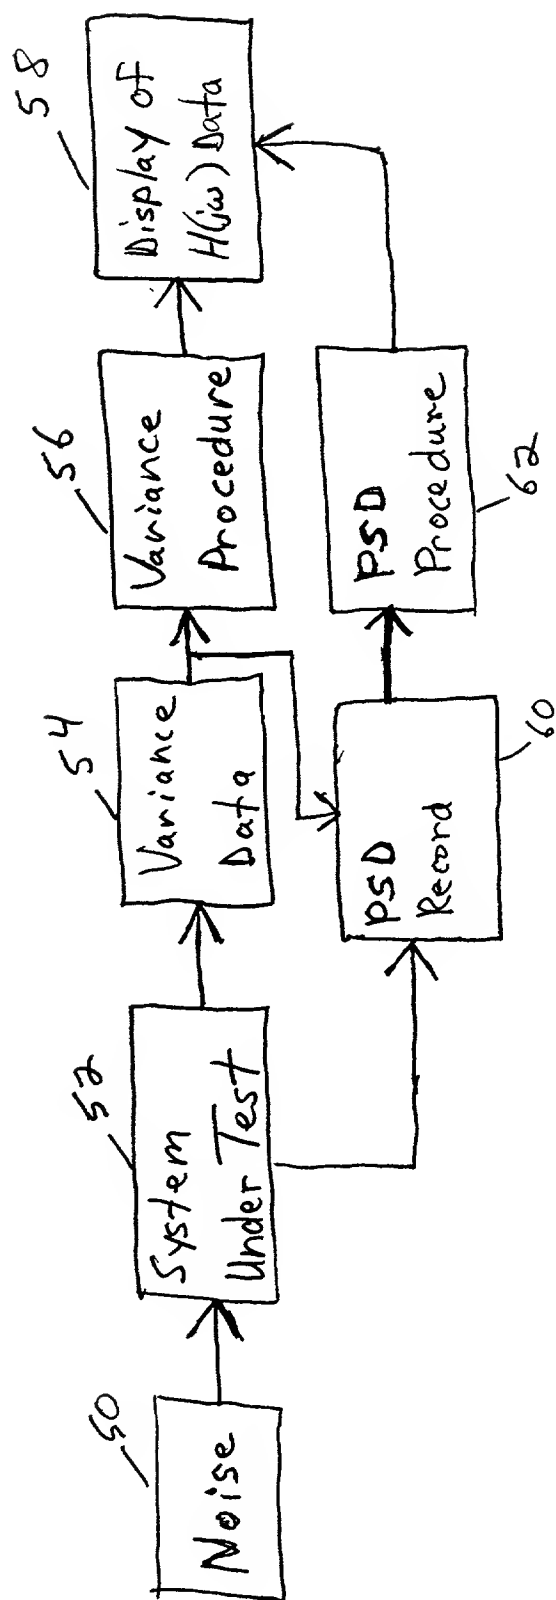 50
Noise
52
System
Under Test
54
Variance
Data
56
Variance
Procedure
58
Display of
H(jω) Data
PSD
Record
60
PSD
Procedure
62